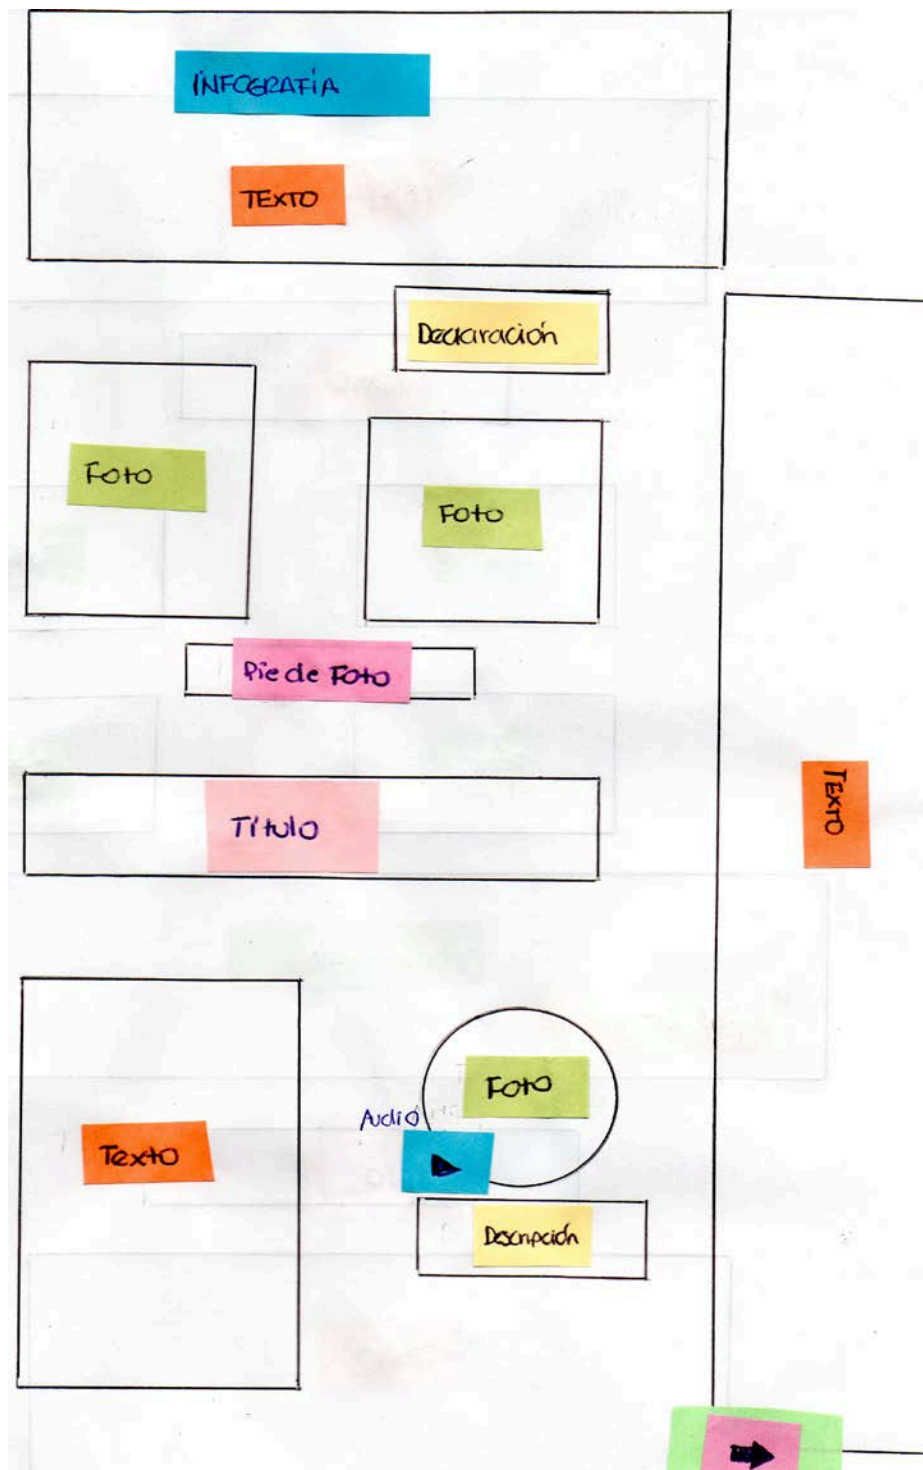 INFOGRAFÍA
TEXTO
Declaración
Foto
Foto
Pie de Foto
Título
TEXTO
Foto
Audio
Texto
Descripción